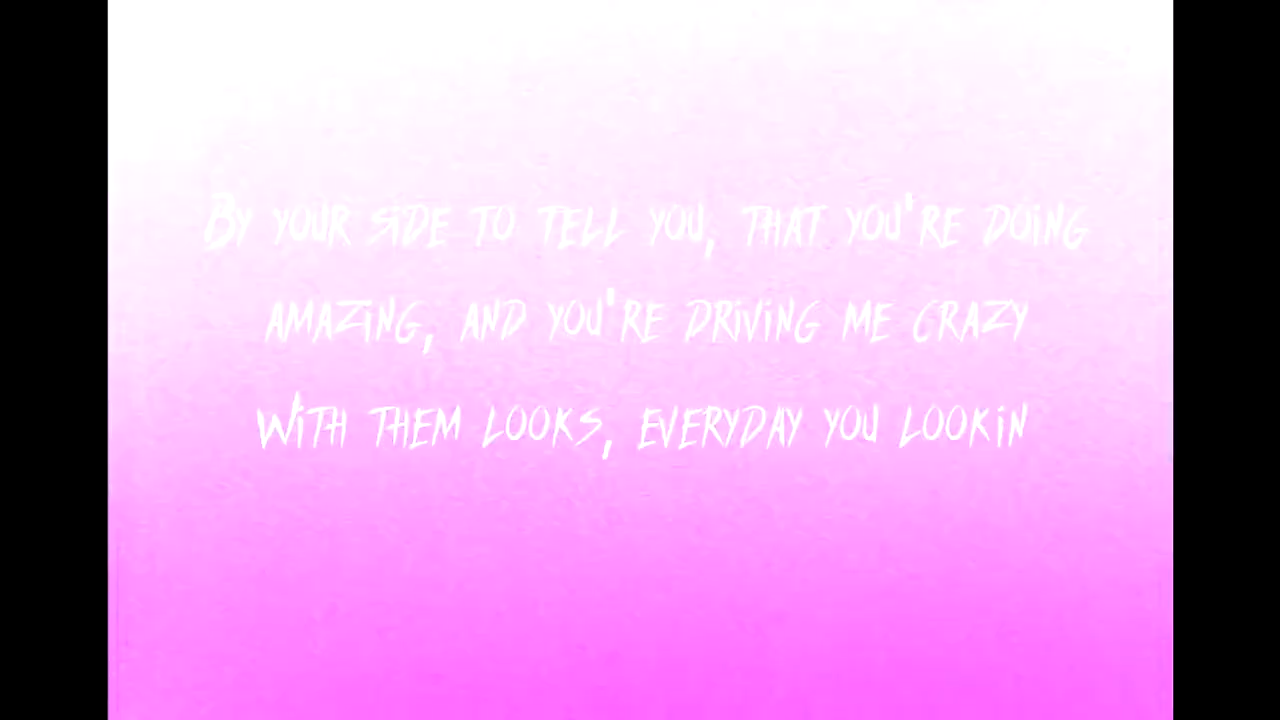 By your side to tell you, that you're doing
amazing, and you're driving me crazy
with them looks, everyday you lookin